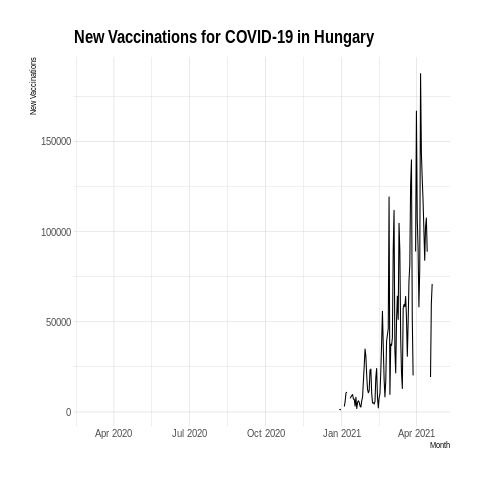 New Vaccinations for COVID-19 in Hungary
New Vaccinations
150000
100000
50000
0
Apr 2020
Jul 2020
Oct 2020
Jan 2021
Apr 2021
Month